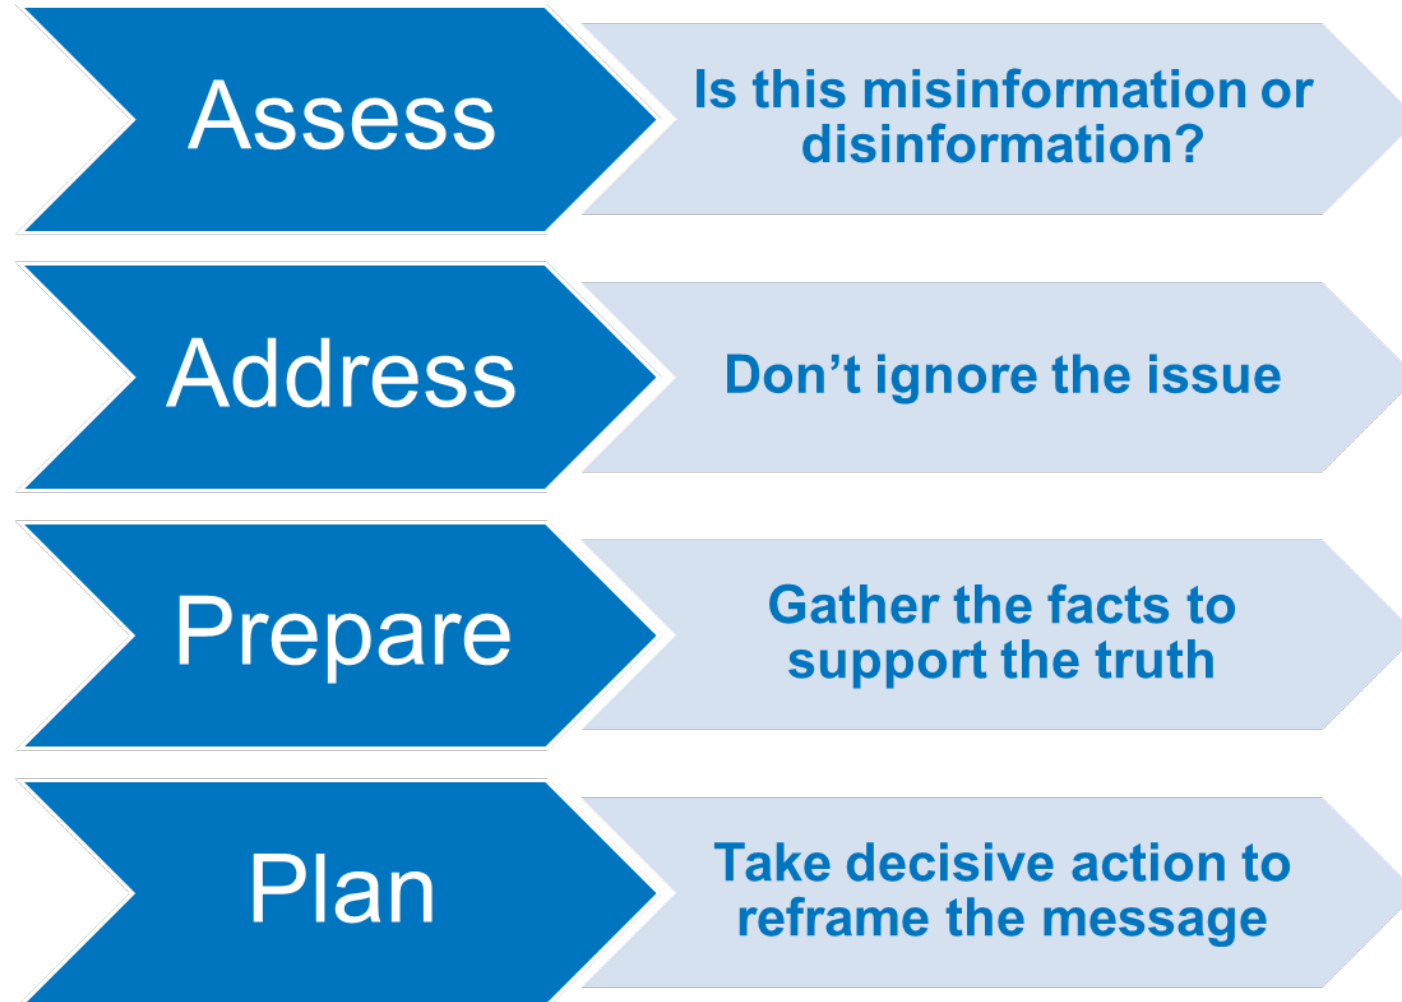 Assess
Is this misinformation or
disinformation?
Address
Don’t ignore the issue
Prepare
Gather the facts to
support the truth
Plan
Take decisive action to
reframe the message